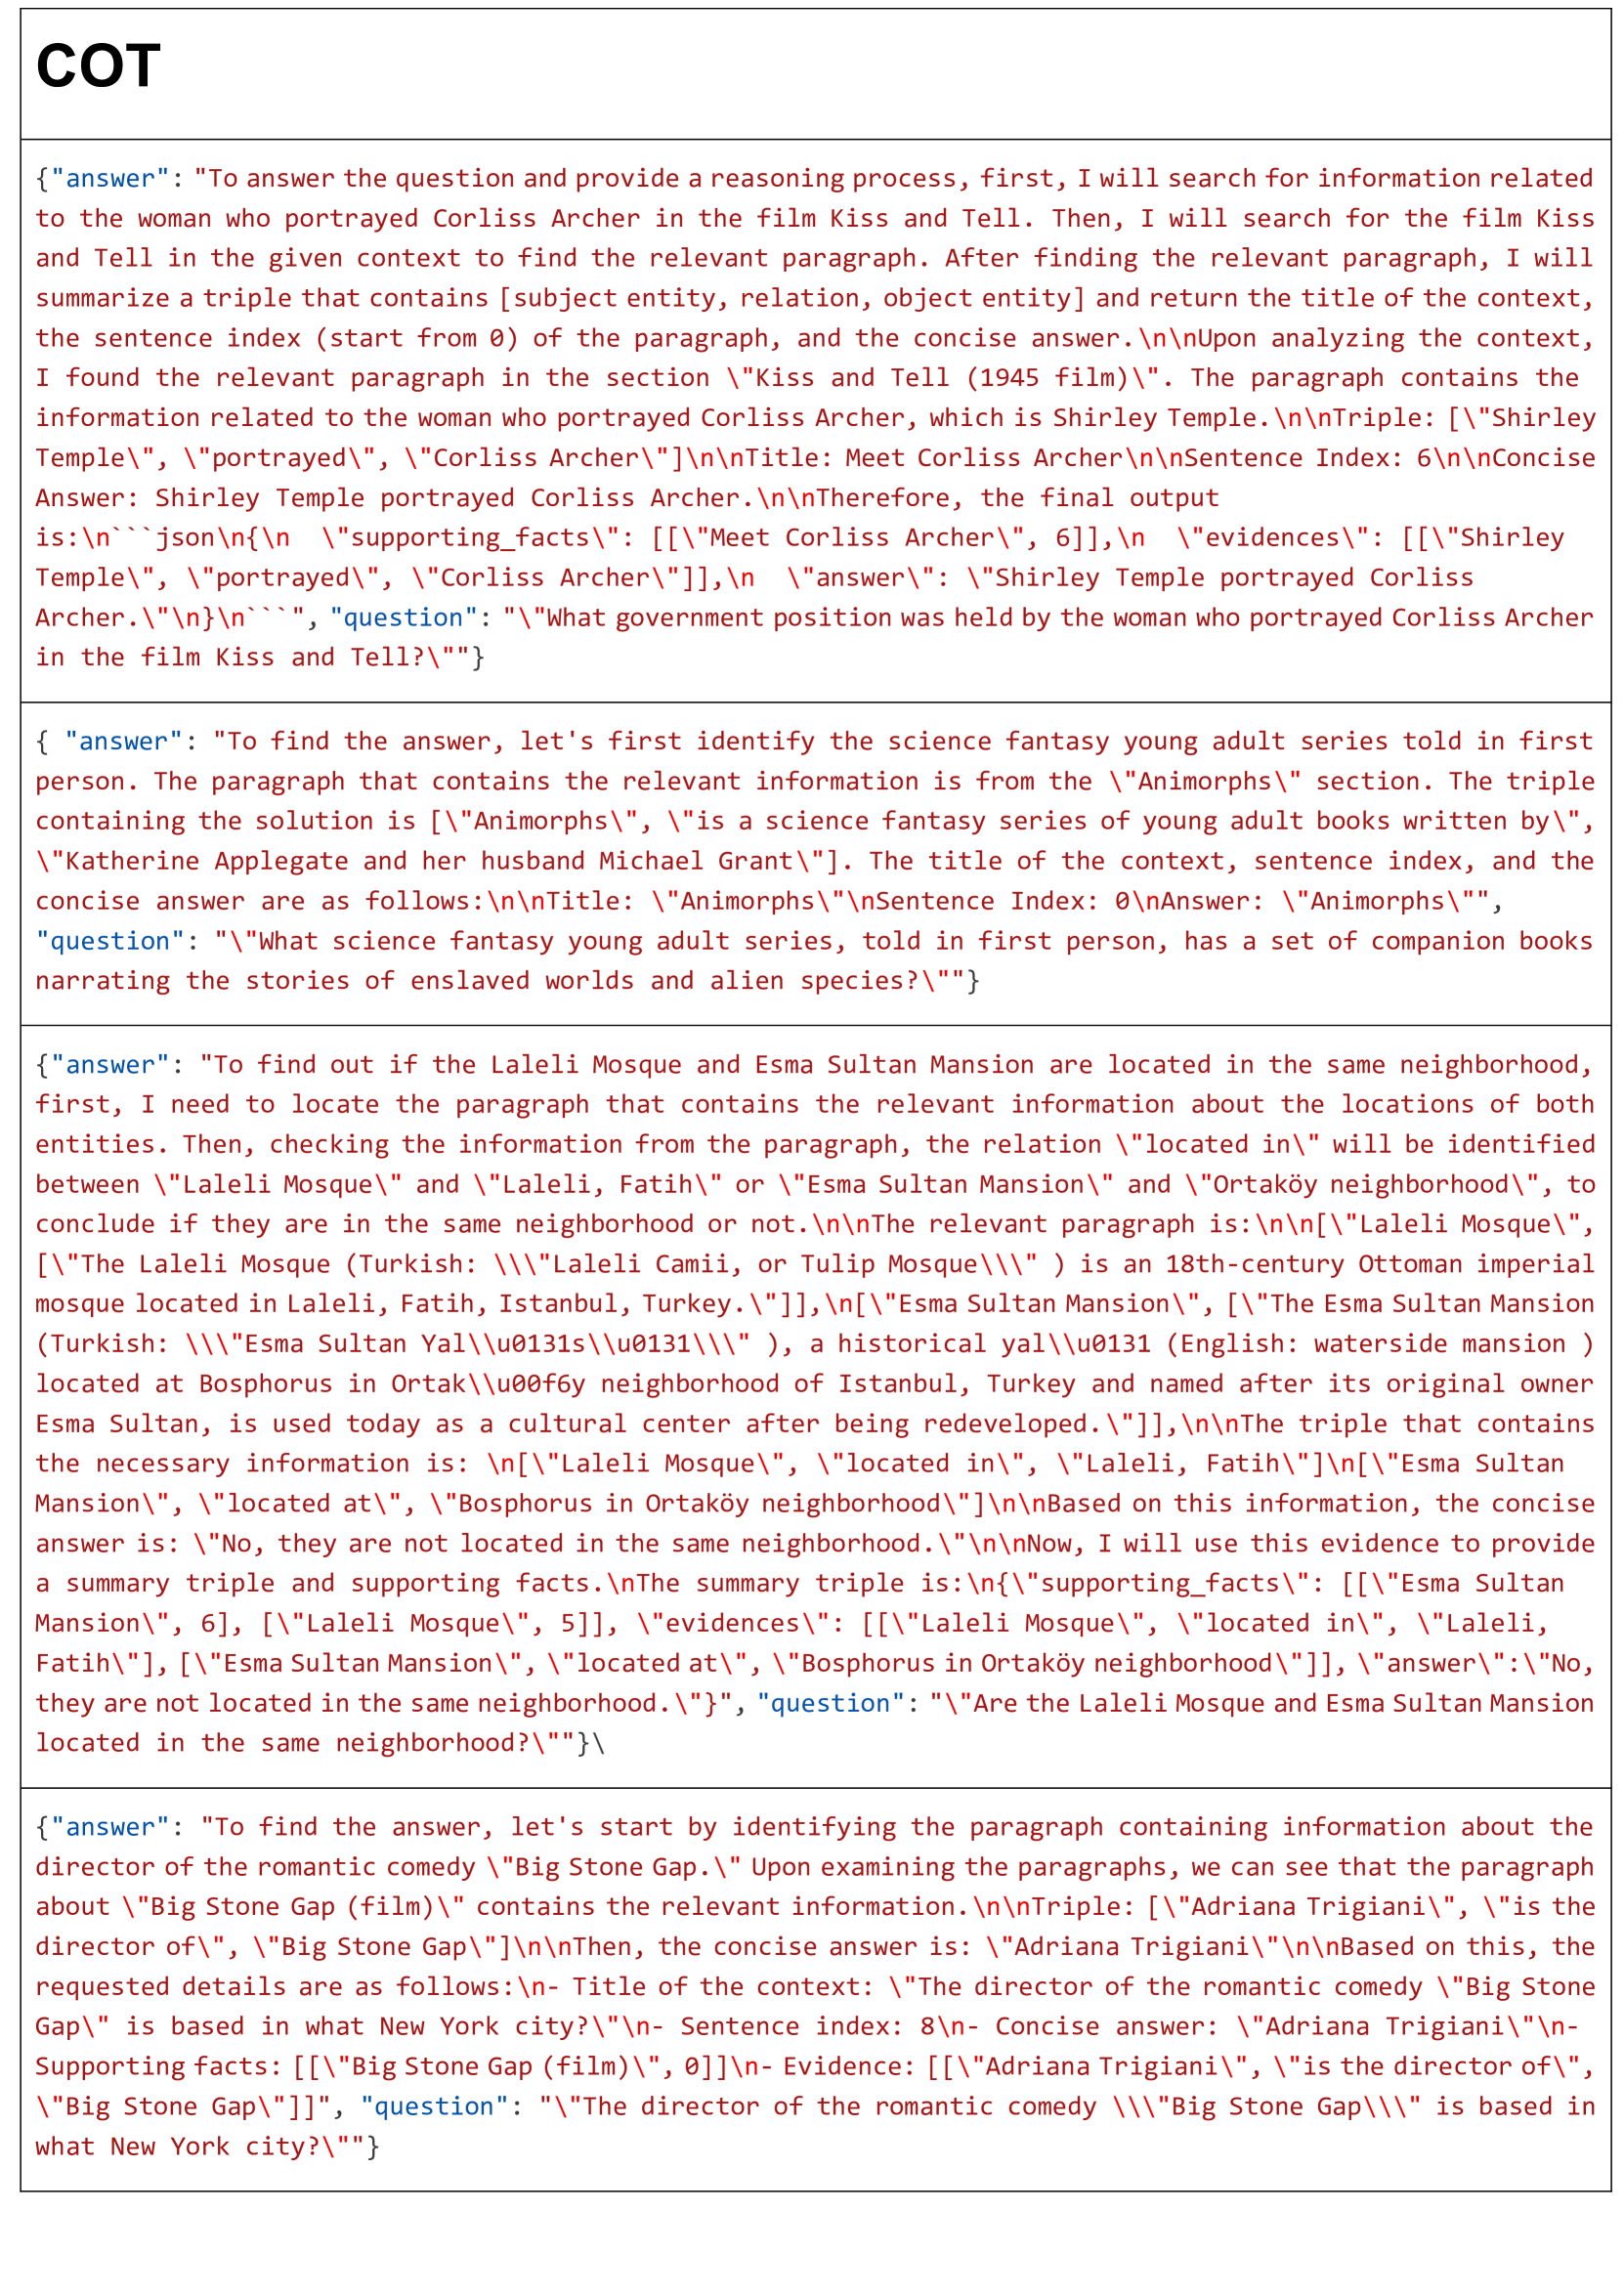 COT
{"answer": "To answer the question and provide a reasoning process, first, I will search for information related
to the woman who portrayed Corliss Archer in the film Kiss and Tell. Then, I will search for the film Kiss
and Tell in the given context to find the relevant paragraph. After finding the relevant paragraph, I will
summarize a triple that contains [subject entity, relation, object entity] and return the title of the context,
the sentence index (start from 0) of the paragraph, and the concise answer.\n\nUpon analyzing the context,
I found the relevant paragraph in the section \"Kiss and Tell (1945 film)\". The paragraph contains the
information related to the woman who portrayed Corliss Archer, which is Shirley Temple.\n\nTriple: [\"Shirley
Temple\", \"portrayed\", \"Corliss Archer\"]\n\nTitle: Meet Corliss Archer\n\nSentence Index: 6\n\nConcise
Answer: Shirley Temple portrayed Corliss Archer.\n\nTherefore, the final output
is:\n```json\n{\n  \"supporting_facts\": [[\"Meet Corliss Archer\", 6]],\n  \"evidences\": [[\"Shirley
Temple\", \"portrayed\", \"Corliss Archer\"]],\n  \"answer\": \"Shirley Temple portrayed Corliss
Archer.\"\n}\n```", "question": "\"What government position was held by the woman who portrayed Corliss Archer
in the film Kiss and Tell?\""}
{ "answer": "To find the answer, let's first identify the science fantasy young adult series told in first
person. The paragraph that contains the relevant information is from the \"Animorphs\" section. The triple
containing the solution is [\"Animorphs\", \"is a science fantasy series of young adult books written by\",
\"Katherine Applegate and her husband Michael Grant\"]. The title of the context, sentence index, and the
concise answer are as follows:\n\nTitle: \"Animorphs\"\nSentence Index: 0\nAnswer: \"Animorphs\"",
"question": "\"What science fantasy young adult series, told in first person, has a set of companion books
narrating the stories of enslaved worlds and alien species?\""}
{"answer": "To find out if the Laleli Mosque and Esma Sultan Mansion are located in the same neighborhood,
first, I need to locate the paragraph that contains the relevant information about the locations of both
entities. Then, checking the information from the paragraph, the relation \"located in\" will be identified
between \"Laleli Mosque\" and \"Laleli, Fatih\" or \"Esma Sultan Mansion\" and \"Ortaköy neighborhood\", to
conclude if they are in the same neighborhood or not.\n\nThe relevant paragraph is:\n\n[\"Laleli Mosque\",
[\"The Laleli Mosque (Turkish: \\\"Laleli Camii, or Tulip Mosque\\\" ) is an 18th-century Ottoman imperial
mosque located in Laleli, Fatih, Istanbul, Turkey.\"]],\n[\"Esma Sultan Mansion\", [\"The Esma Sultan Mansion
(Turkish: \\\"Esma Sultan Yal\\u0131s\\u0131\\\" ), a historical yal\\u0131 (English: waterside mansion )
located at Bosphorus in Ortak\\u00f6y neighborhood of Istanbul, Turkey and named after its original owner
Esma Sultan, is used today as a cultural center after being redeveloped.\"]],\n\nThe triple that contains
the necessary information is: \n[\"Laleli Mosque\", \"located in\", \"Laleli, Fatih\"]\n[\"Esma Sultan
Mansion\", \"located at\", \"Bosphorus in Ortaköy neighborhood\"]\n\nBased on this information, the concise
answer is: \"No, they are not located in the same neighborhood.\"\n\nNow, I will use this evidence to provide
a summary triple and supporting facts.\nThe summary triple is:\n{\"supporting_facts\": [[\"Esma Sultan
Mansion\", 6], [\"Laleli Mosque\", 5]], \"evidences\": [[\"Laleli Mosque\", \"located in\", \"Laleli,
Fatih\"], [\"Esma Sultan Mansion\", \"located at\", \"Bosphorus in Ortaköy neighborhood\"]], \"answer\":\"No,
they are not located in the same neighborhood.\"}", "question": "\"Are the Laleli Mosque and Esma Sultan Mansion
located in the same neighborhood?\""}\
{"answer": "To find the answer, let's start by identifying the paragraph containing information about the
director of the romantic comedy \"Big Stone Gap.\" Upon examining the paragraphs, we can see that the paragraph
about \"Big Stone Gap (film)\" contains the relevant information.\n\nTriple: [\"Adriana Trigiani\", \"is the
director of\", \"Big Stone Gap\"]\n\nThen, the concise answer is: \"Adriana Trigiani\"\n\nBased on this, the
requested details are as follows:\n- Title of the context: \"The director of the romantic comedy \"Big Stone
Gap\" is based in what New York city?\"\n- Sentence index: 8\n- Concise answer: \"Adriana Trigiani\"\n-
Supporting facts: [[\"Big Stone Gap (film)\", 0]]\n- Evidence: [[\"Adriana Trigiani\", \"is the director of\",
\"Big Stone Gap\"]]", "question": "\"The director of the romantic comedy \\\"Big Stone Gap\\\" is based in
what New York city?\""}